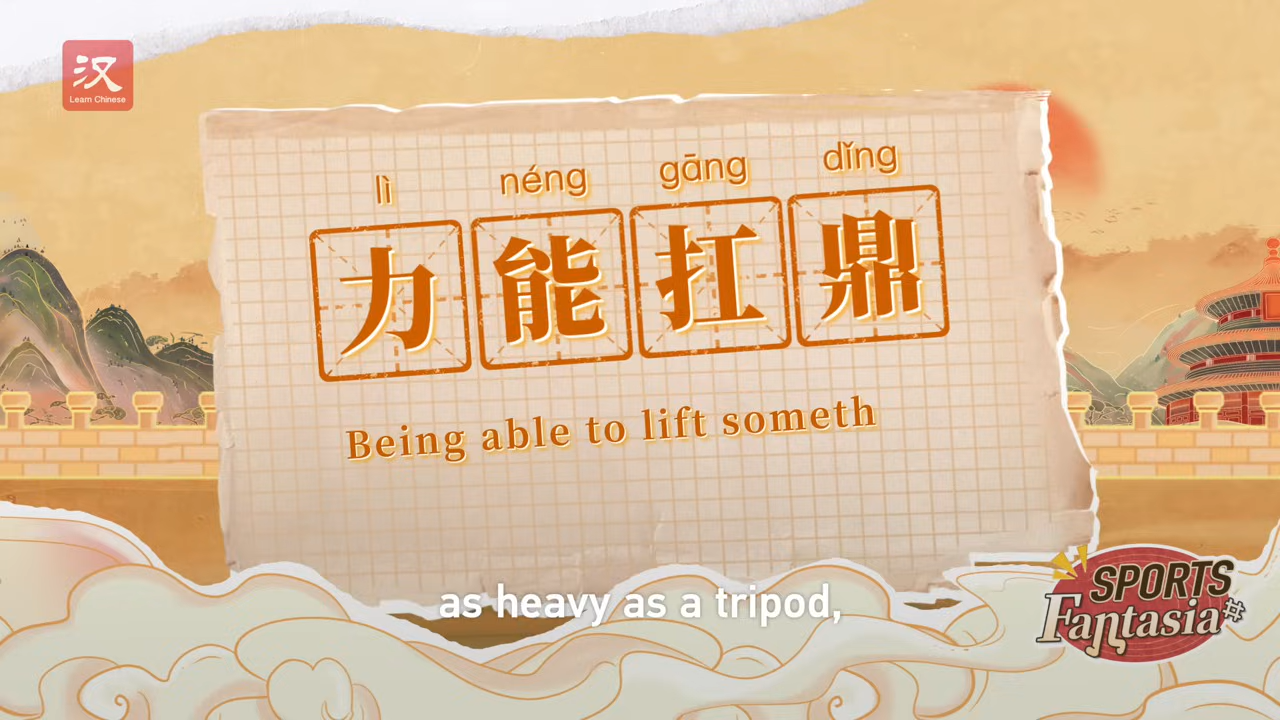 汉
Learn Chinese
lì néng gāng dǐng
力能扛鼎
Being able to lift someth
as heavy as a tripod,
SPORTS
Fantasia